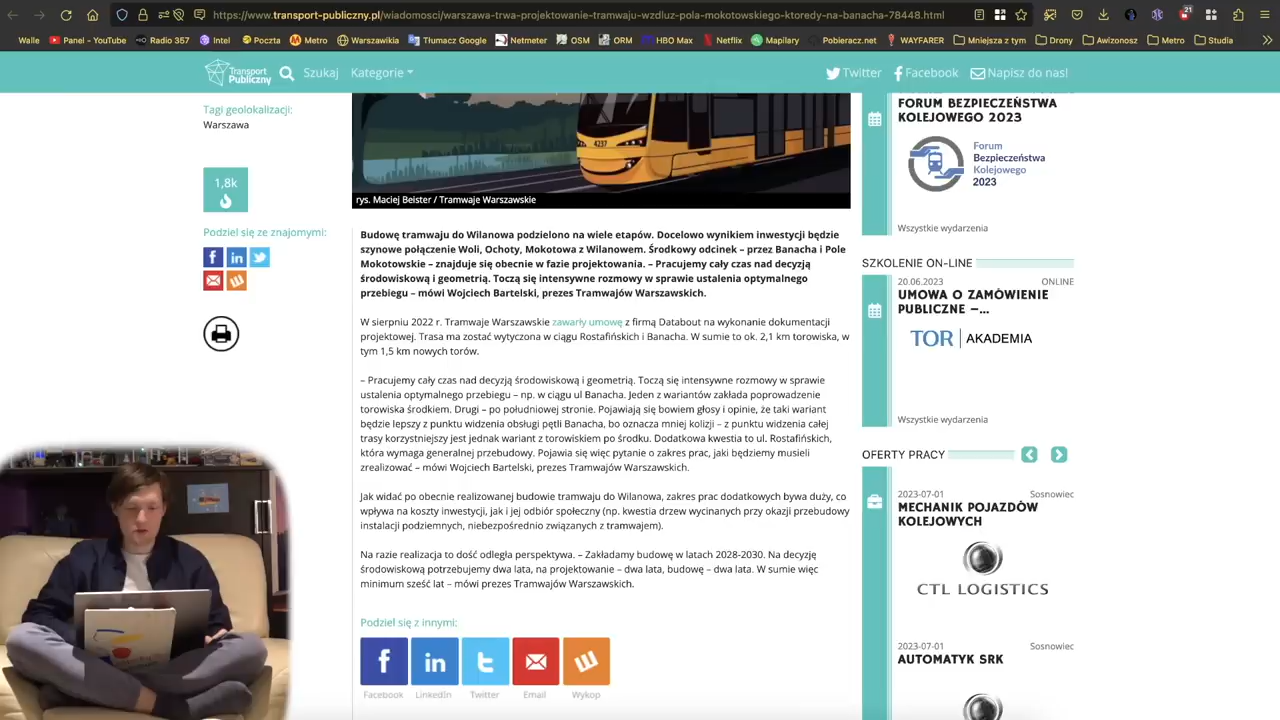 https://www.transport-publiczny.pl/wiadomosci/warszawa-trwa-projektowanie-tramwaju-wzdluz-pola-mokotowskiego-ktoredy-na-banacha-78448.html
21
Walle Panel - YouTube Radio 357 Intel Poczta Metro Warszawikia Tłumacz Google Netmeter OSM ORM HBO Max Netflix Mapilary Pobieracz.net WAYFARER Mniejsza z tym Drony Awizonosz Metro Studia
Transport Publiczny Szukaj Kategorie Twitter Facebook Napisz do nas!
Tagi geolokalizacji:
Warszawa
1,8k
Podziel się ze znajomymi:
4237
rys. Maciej Beister / Tramwaje Warszawskie
Budowę tramwaju do Wilanowa podzielono na wiele etapów. Docelowo wynikiem inwestycji będzie
szynowe połączenie Woli, Ochoty, Mokotowa z Wilanowem. Środkowy odcinek – przez Banacha i Pole
Mokotowskie – znajduje się obecnie w fazie projektowania. – Pracujemy cały czas nad decyzją
środowiskową i geometrią. Toczą się intensywne rozmowy w sprawie ustalenia optymalnego
przebiegu – mówi Wojciech Bartelski, prezes Tramwajów Warszawskich.
W sierpniu 2022 r. Tramwaje Warszawskie zawarły umowę z firmą Databout na wykonanie dokumentacji
projektowej. Trasa ma zostać wytyczona w ciągu Rostafińskich i Banacha. W sumie to ok. 2,1 km torowiska, w
tym 1,5 km nowych torów.
– Pracujemy cały czas nad decyzją środowiskową i geometrią. Toczą się intensywne rozmowy w sprawie
ustalenia optymalnego przebiegu – np. w ciągu ul Banacha. Jeden z wariantów zakłada poprowadzenie
torowiska środkiem. Drugi – po południowej stronie. Pojawiają się bowiem głosy i opinie, że taki wariant
będzie lepszy z punktu widzenia obsługi pętli Banacha, bo oznacza mniej kolizji – z punktu widzenia całej
trasy korzystniejszy jest jednak wariant z torowiskiem po środku. Dodatkowa kwestia to ul. Rostafińskich,
która wymaga generalnej przebudowy. Pojawia się więc pytanie o zakres prac, jaki będziemy musieli
zrealizować – mówi Wojciech Bartelski, prezes Tramwajów Warszawskich.
Jak widać po obecnie realizowanej budowie tramwaju do Wilanowa, zakres prac dodatkowych bywa duży, co
wpływa na koszty inwestycji, jak i jej odbiór społeczny (np. kwestia drzew wycinanych przy okazji przebudowy
instalacji podziemnych, niebezpośrednio związanych z tramwajem).
Na razie realizacja to dość odległa perspektywa. – Zakładamy budowę w latach 2028-2030. Na decyzję
środowiskową potrzebujemy dwa lata, na projektowanie – dwa lata, budowę – dwa lata. W sumie więc
minimum sześć lat – mówi prezes Tramwajów Warszawskich.
Podziel się z innymi:
Facebook LinkedIn Twitter Email Wykop
FORUM BEZPIECZEŃSTWA
KOLEJOWEGO 2023
Forum
Bezpieczeństwa
Kolejowego
2023
Wszystkie wydarzenia
SZKOLENIE ON-LINE
20.06.2023 ONLINE
UMOWA O ZAMÓWIENIE
PUBLICZNE –...
TOR AKADEMIA
Wszystkie wydarzenia
OFERTY PRACY
2023-07-01 Sosnowiec
MECHANIK POJAZDÓW
KOLEJOWYCH
CTL LOGISTICS
2023-07-01 Sosnowiec
AUTOMATYK SRK